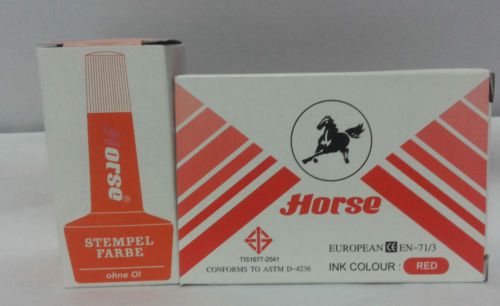 Horse®
STEMPEL
FARBE
ohne Ol
Horse
TIS1677-2541
CONFORMS TO ASTM D-4236
EUROPEAN CE EN-71/3
INK COLOUR : RED